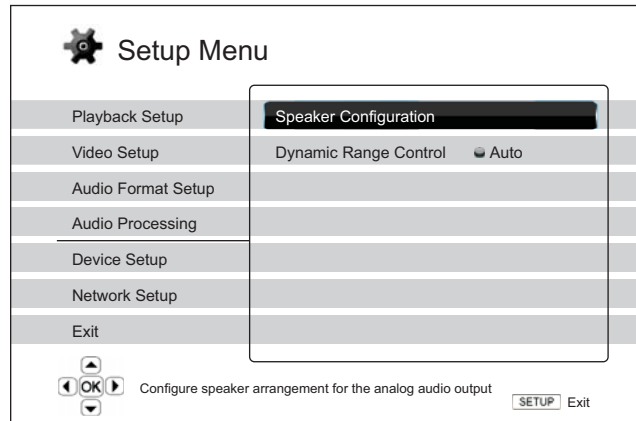 Setup Menu
Playback Setup
Speaker Configuration
Video Setup
Dynamic Range Control Auto
Audio Format Setup
Audio Processing
Device Setup
Network Setup
Exit
OK
Configure speaker arrangement for the analog audio output
SETUP Exit